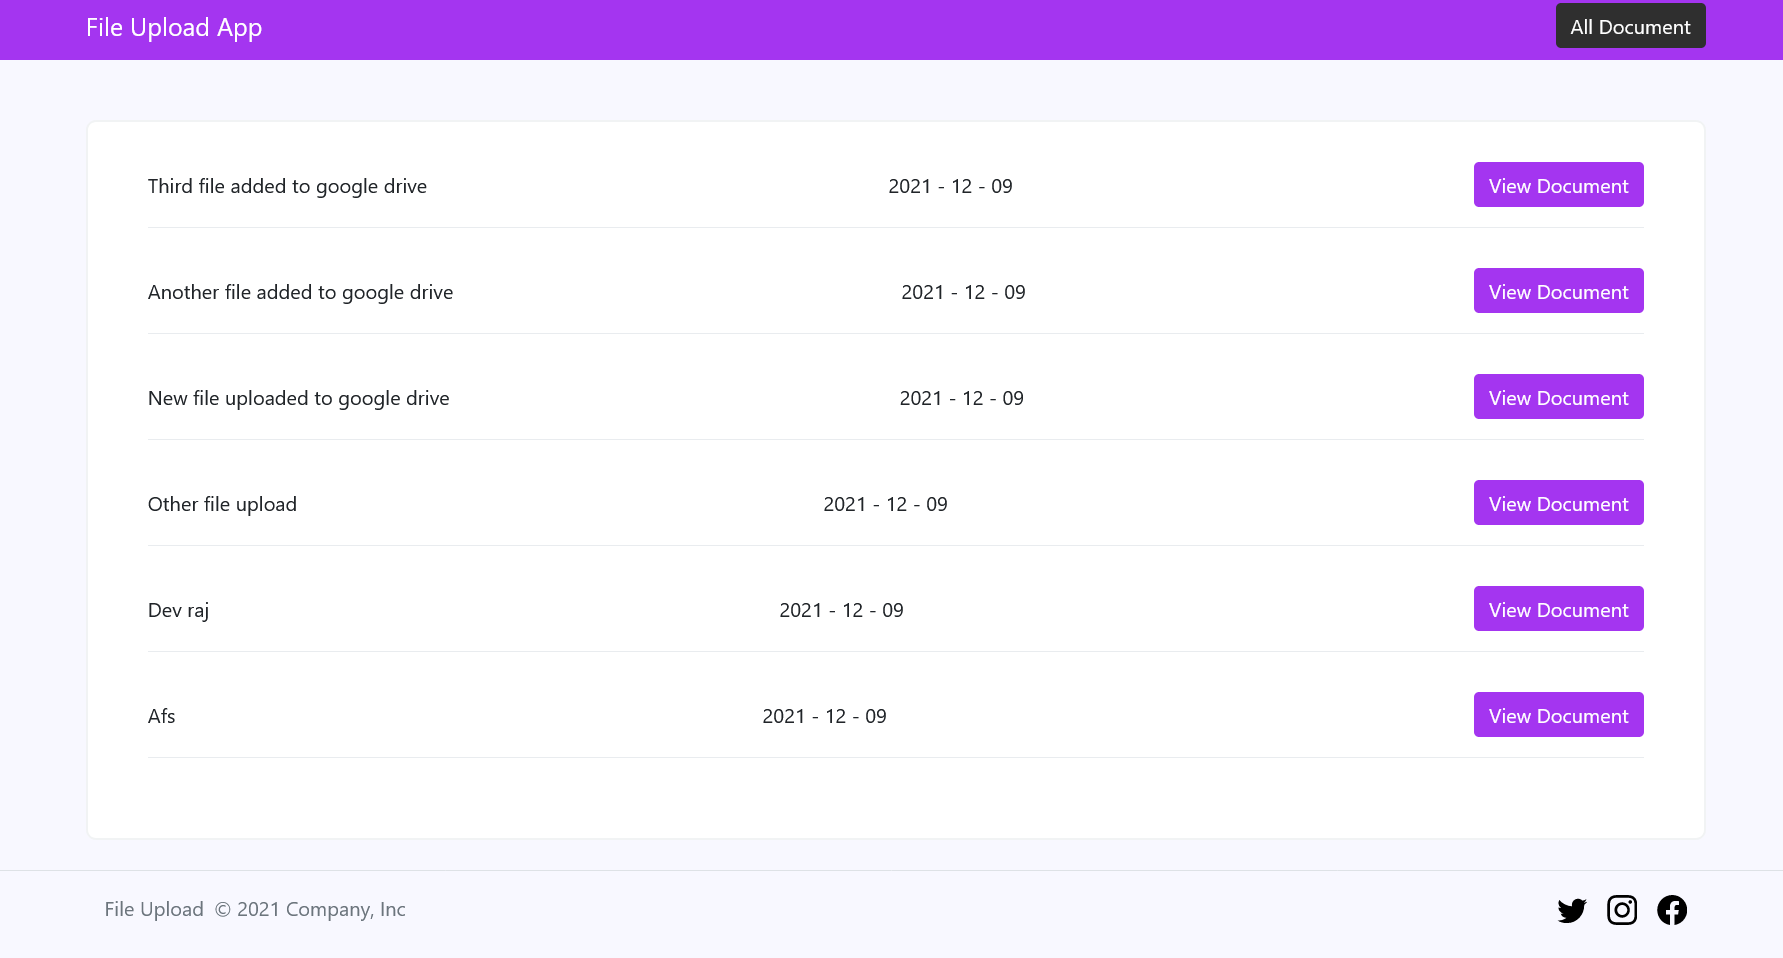 File Upload App All Document
Third file added to google drive 2021 - 12 - 09 View Document
Another file added to google drive 2021 - 12 - 09 View Document
New file uploaded to google drive 2021 - 12 - 09 View Document
Other file upload 2021 - 12 - 09 View Document
Dev raj 2021 - 12 - 09 View Document
Afs 2021 - 12 - 09 View Document
File Upload © 2021 Company, Inc